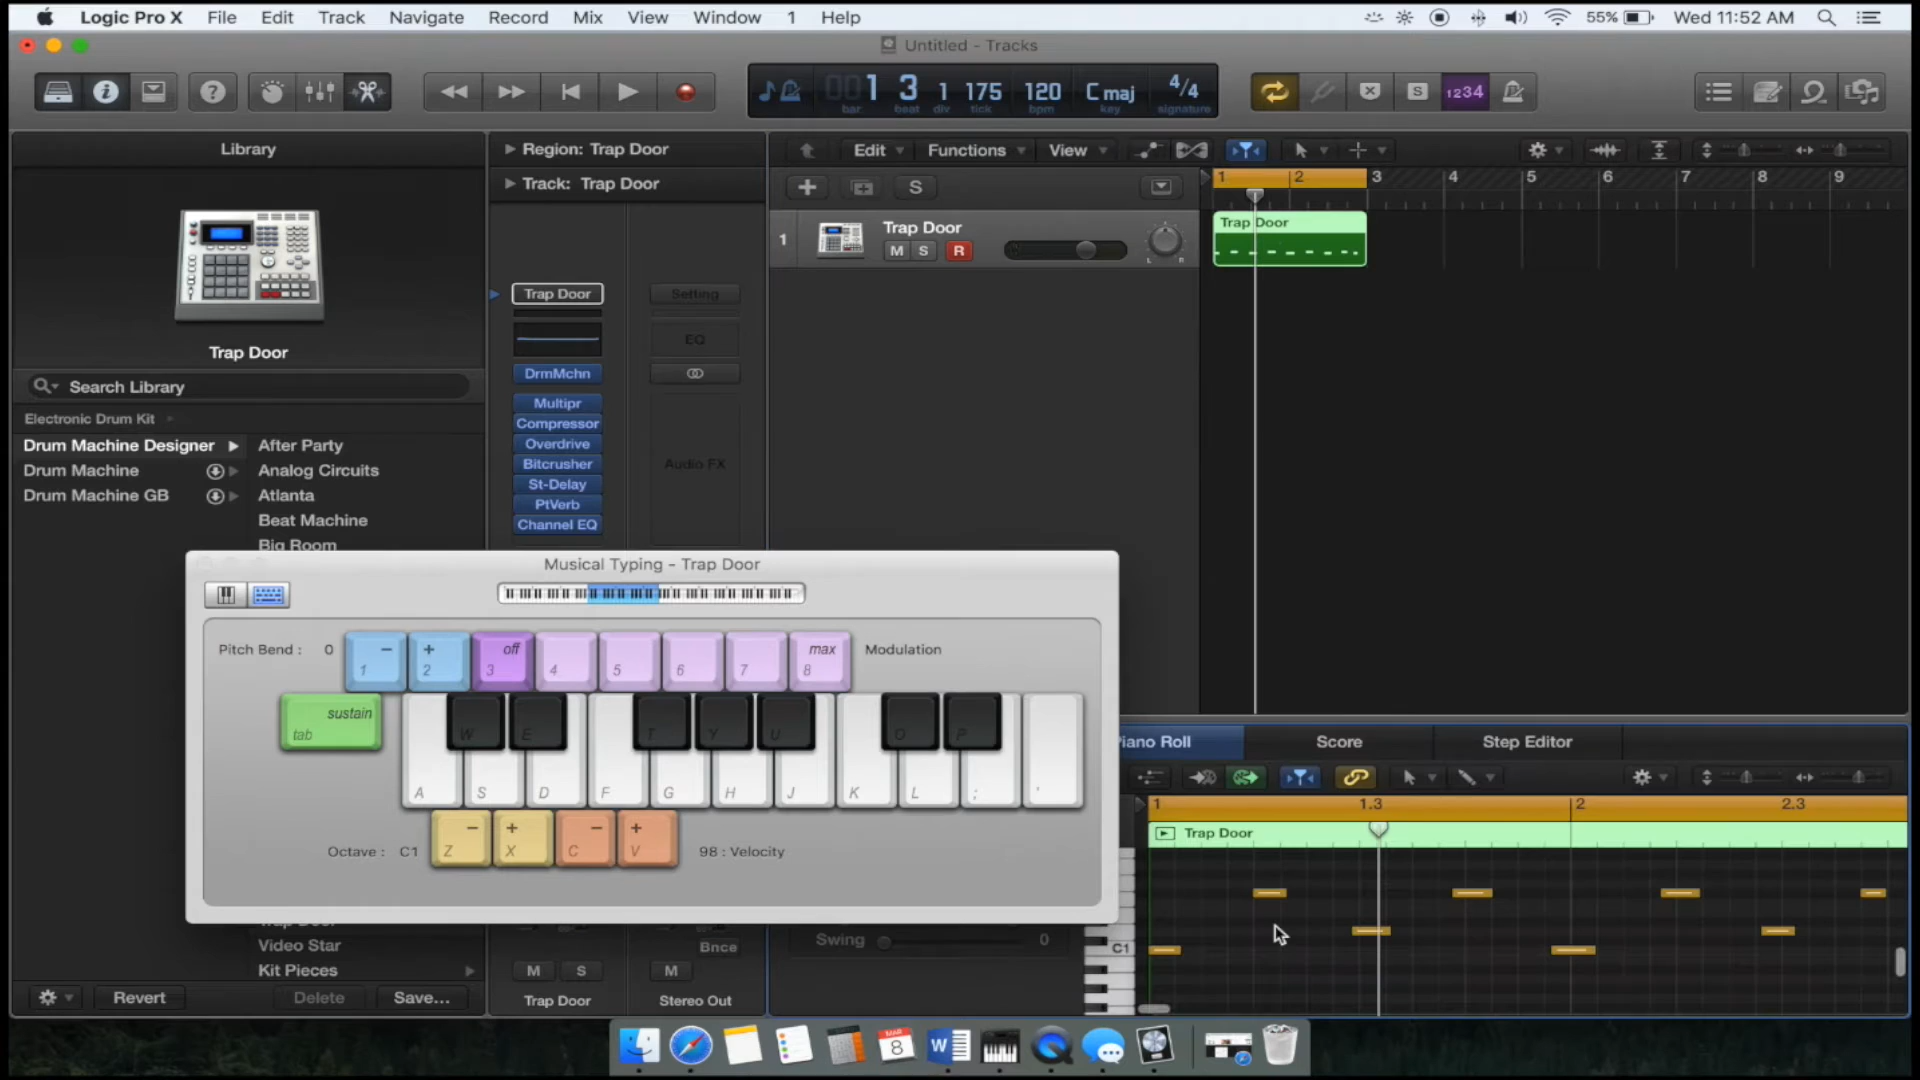 Logic Pro X File Edit Track Navigate Record Mix View Window 1 Help 55% Wed 11:52 AM
Untitled - Tracks
1 3 1 175 120 C maj 4/4
bar beat div tick bpm key signature
S 1234
Library
Region: Trap Door
Edit Functions View
Track: Trap Door
S
1 2 3 4 5 6 7 8 9
1
Trap Door
M S R
L R
Trap Door
Trap Door
Search Library
Electronic Drum Kit
Drum Machine Designer
Drum Machine
Drum Machine GB
After Party
Analog Circuits
Atlanta
Beat Machine
Big Room
Trap Door
DrmMchn
Multipr
Compressor
Overdrive
Bitcrusher
St-Delay
PtVerb
Channel EQ
Setting
EQ
Audio FX
Musical Typing - Trap Door
Pitch Bend : 0
- + off max Modulation
1 2 3 4 5 6 7 8
sustain
tab
W E T Y U O P
A S D F G H J K L ; '
- + - +
Octave : C1 Z X C V 98 : Velocity
Piano Roll Score Step Editor
1 1.3 2 2.3
Trap Door
C1
Swing 0
Trap Door
Video Star
Kit Pieces
Revert Delete Save...
Bnce
M S M
Trap Door Stereo Out
MAR
8
W